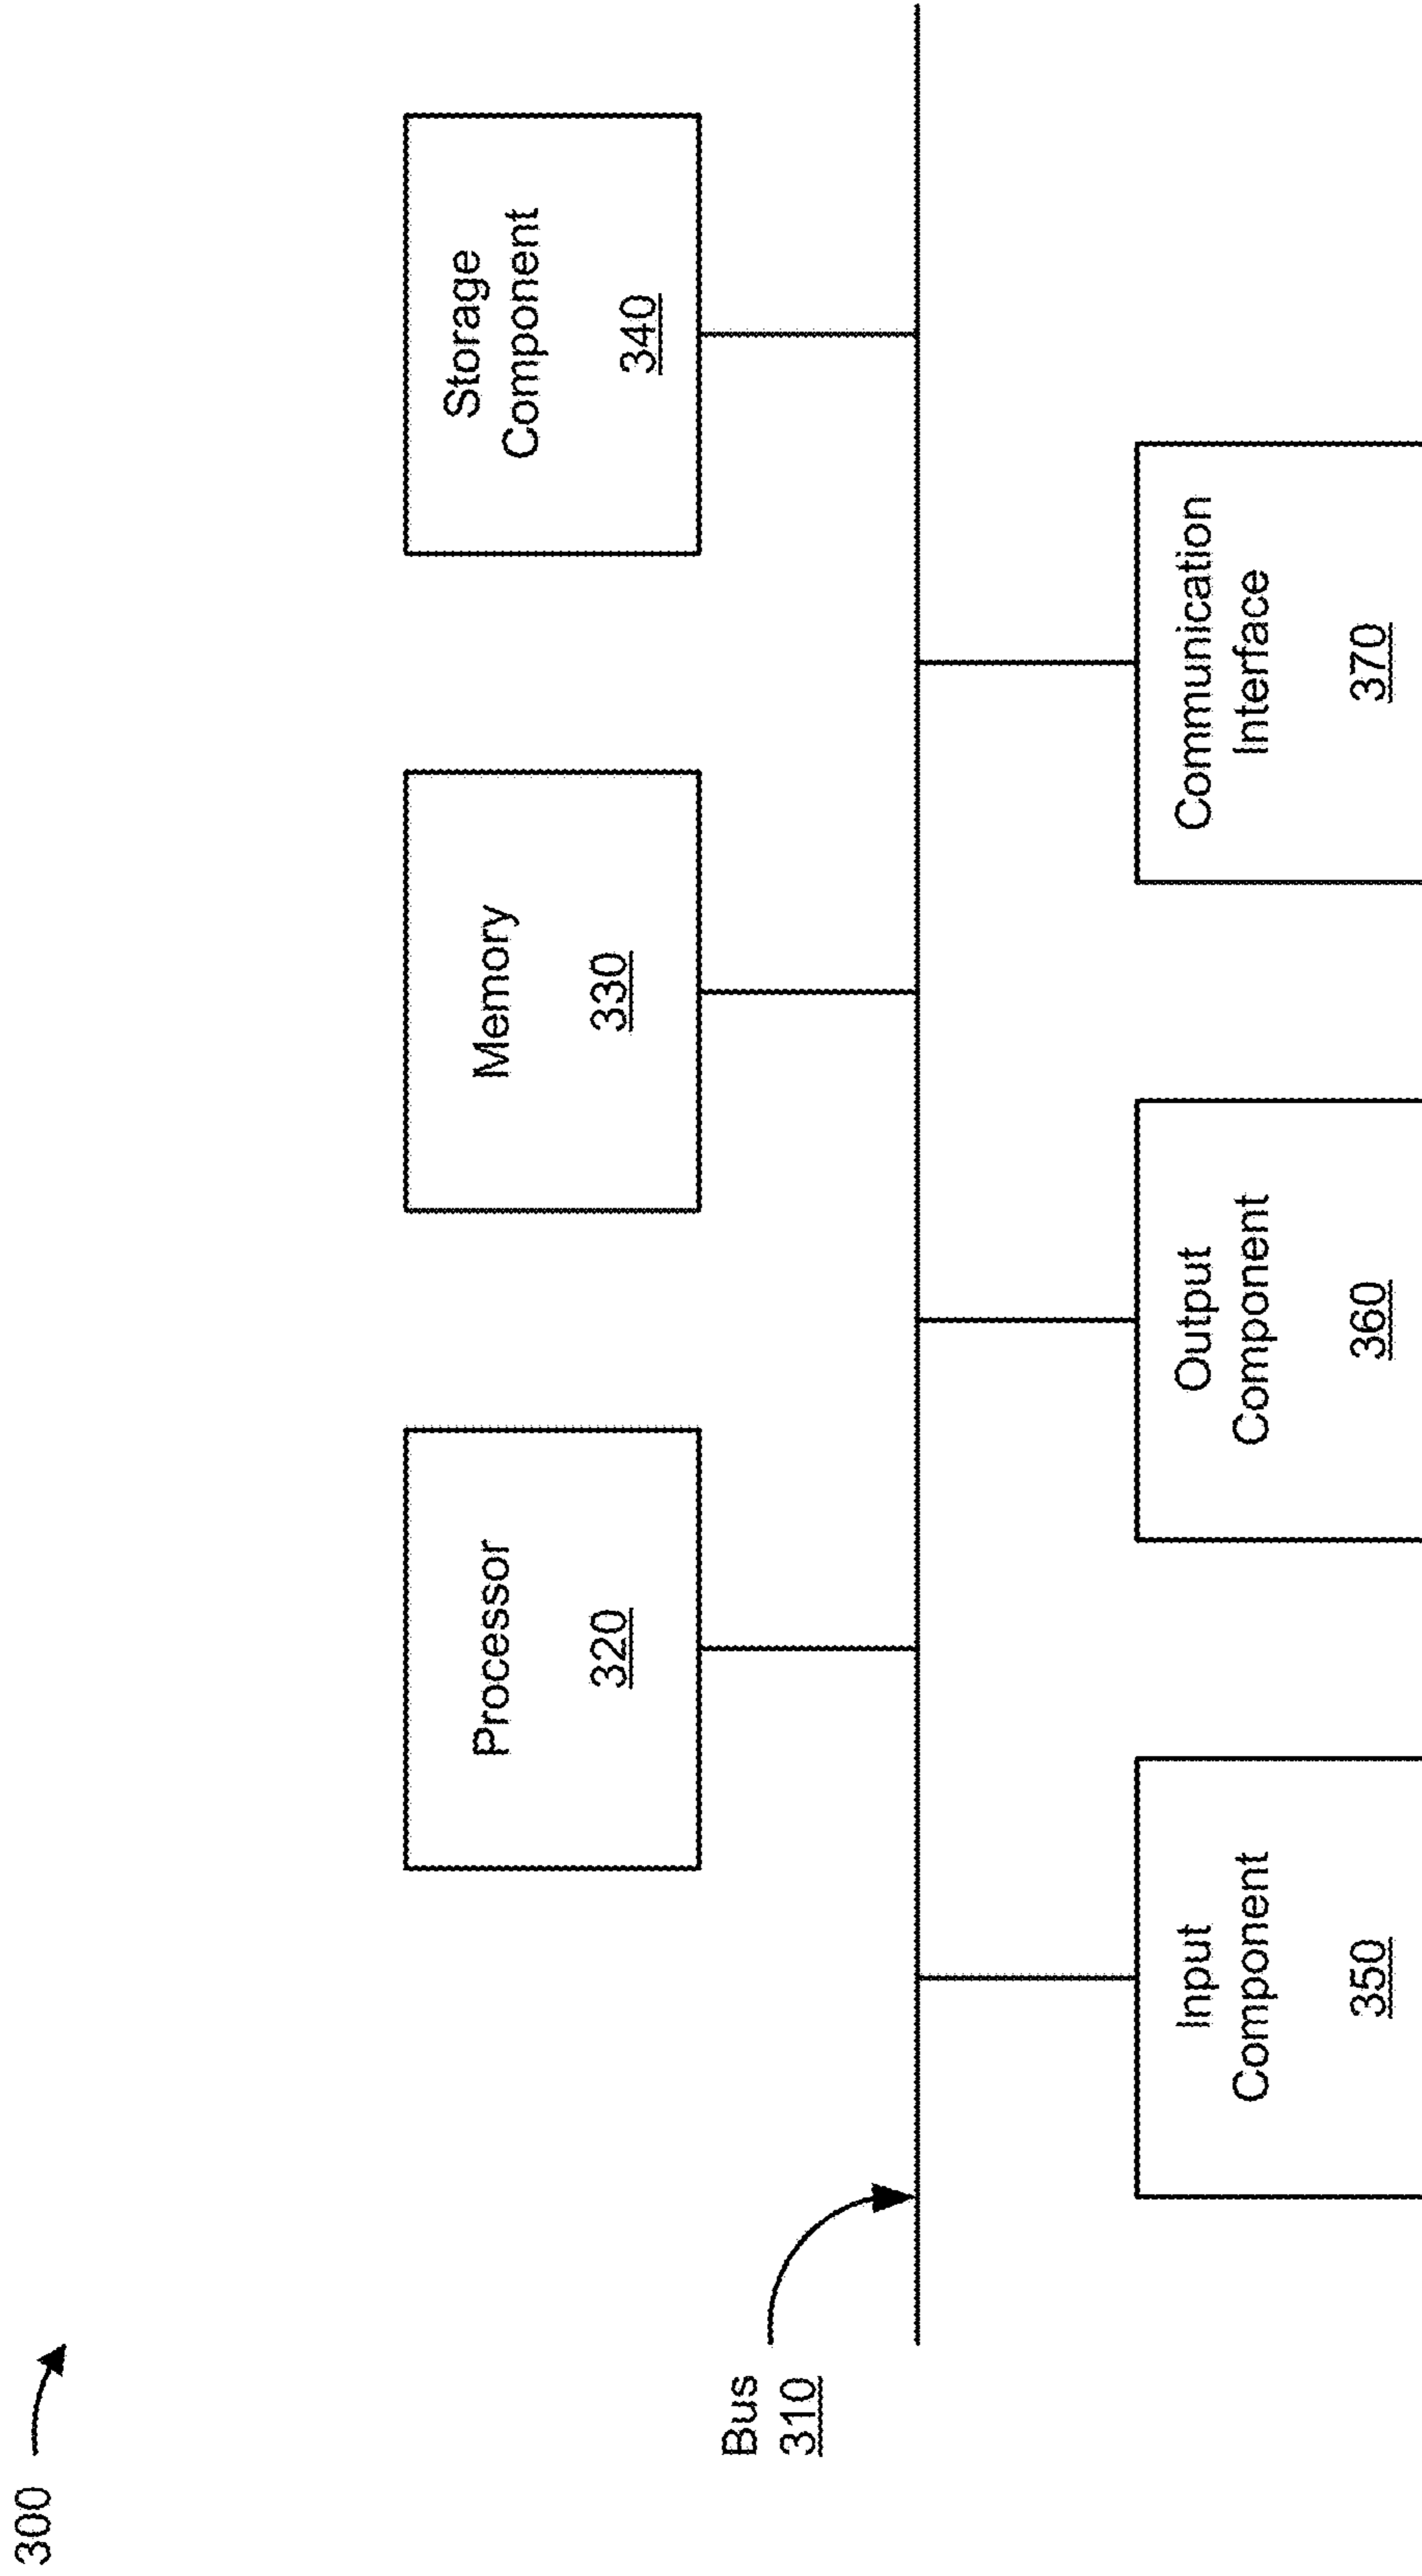 300
Bus
310
Processor
320
Memory
330
Storage
Component
340
Input
Component
350
Output
Component
360
Communication
Interface
370